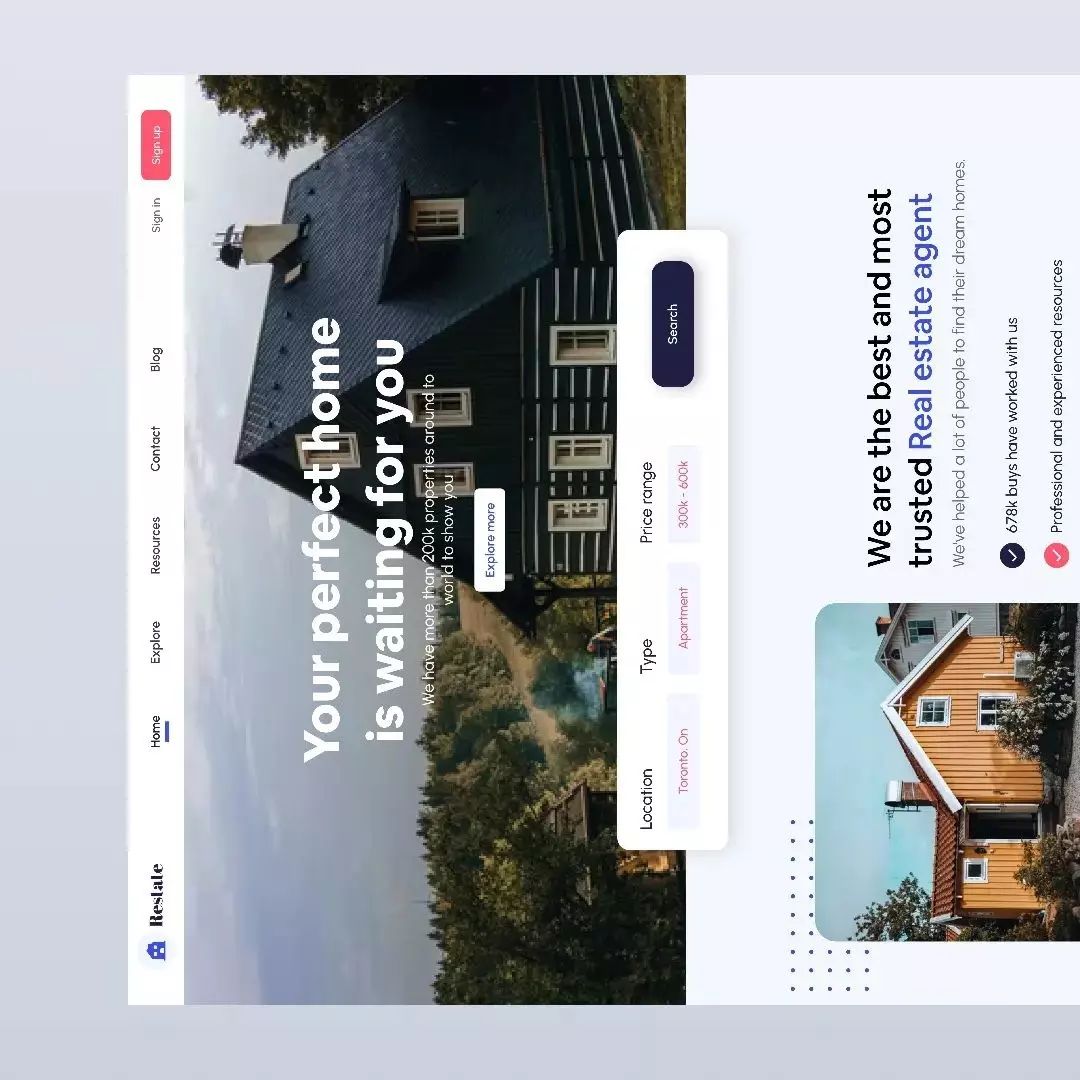 Restate
Home
Explore
Resources
Contact
Blog
Sign in
Sign up
Your perfect home
is waiting for you
We have more than 200k properties around to
world to show you
Explore more
Location
Type
Price range
Toronto, On
Apartment
300k - 600k
Search
We are the best and most
trusted Real estate agent
We've helped a lot of people to find their dream homes.
678k buys have worked with us
Professional and experienced resources